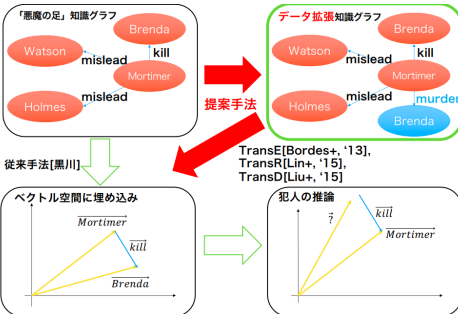 「悪魔の足」知識グラフ
Brenda
Watson
mislead
kill
Mortimer
mislead
Holmes
データ拡張知識グラフ
Brenda
Watson
mislead
kill
Mortimer
mislead
murder
Holmes
Brenda
提案手法
従来手法[黒川]
TransE[Bordes+, ‘13],
TransR[Lin+, ‘15],
TransD[Liu+, ‘15]
ベクトル空間に埋め込み
Mortimer
kill
Brenda
犯人の推論
?
kill
Mortimer